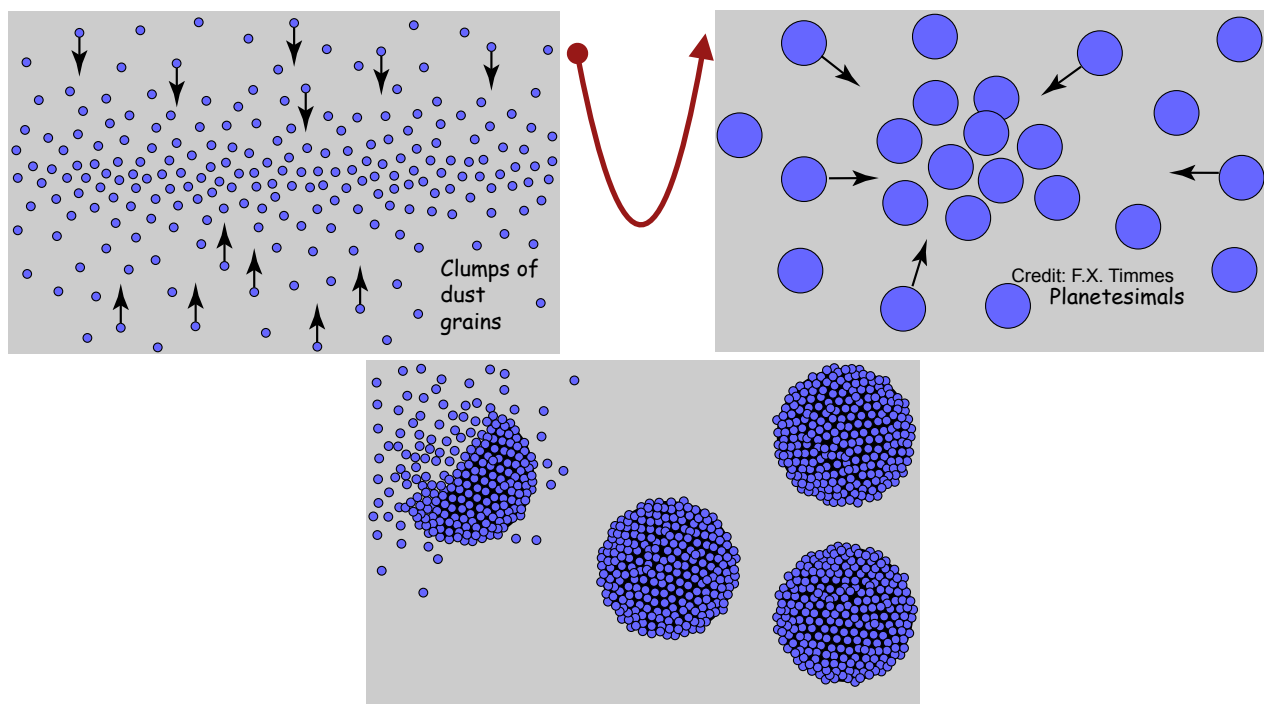 Clumps of
dust
grains
Credit: F.X. Timmes
Planetesimals